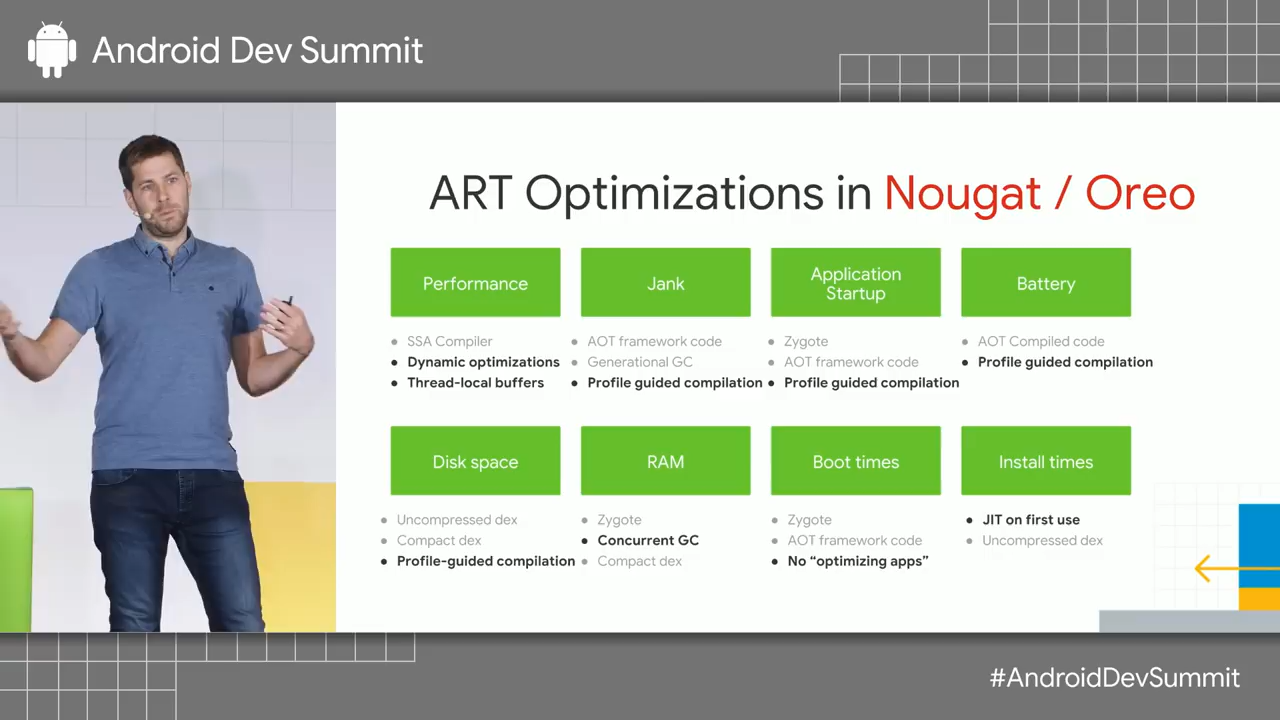 Android Dev Summit
ART Optimizations in Nougat / Oreo
Performance
• SSA Compiler
• Dynamic optimizations
• Thread-local buffers
Jank
• AOT framework code
• Generational GC
• Profile guided compilation
Application
Startup
• Zygote
• AOT framework code
• Profile guided compilation
Battery
• AOT Compiled code
• Profile guided compilation
Disk space
• Uncompressed dex
• Compact dex
• Profile-guided compilation
RAM
• Zygote
• Concurrent GC
• Compact dex
Boot times
• Zygote
• AOT framework code
• No “optimizing apps”
Install times
• JIT on first use
• Uncompressed dex
#AndroidDevSummit